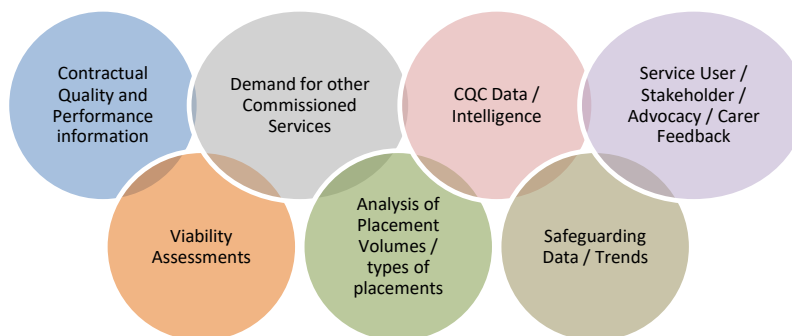 Contractual
Quality and
Performance
information
Demand for other
Commissioned
Services
CQC Data /
Intelligence
Service User /
Stakeholder /
Advocacy / Carer
Feedback
Viability
Assessments
Analysis of
Placement
Volumes /
types of
placements
Safeguarding
Data / Trends